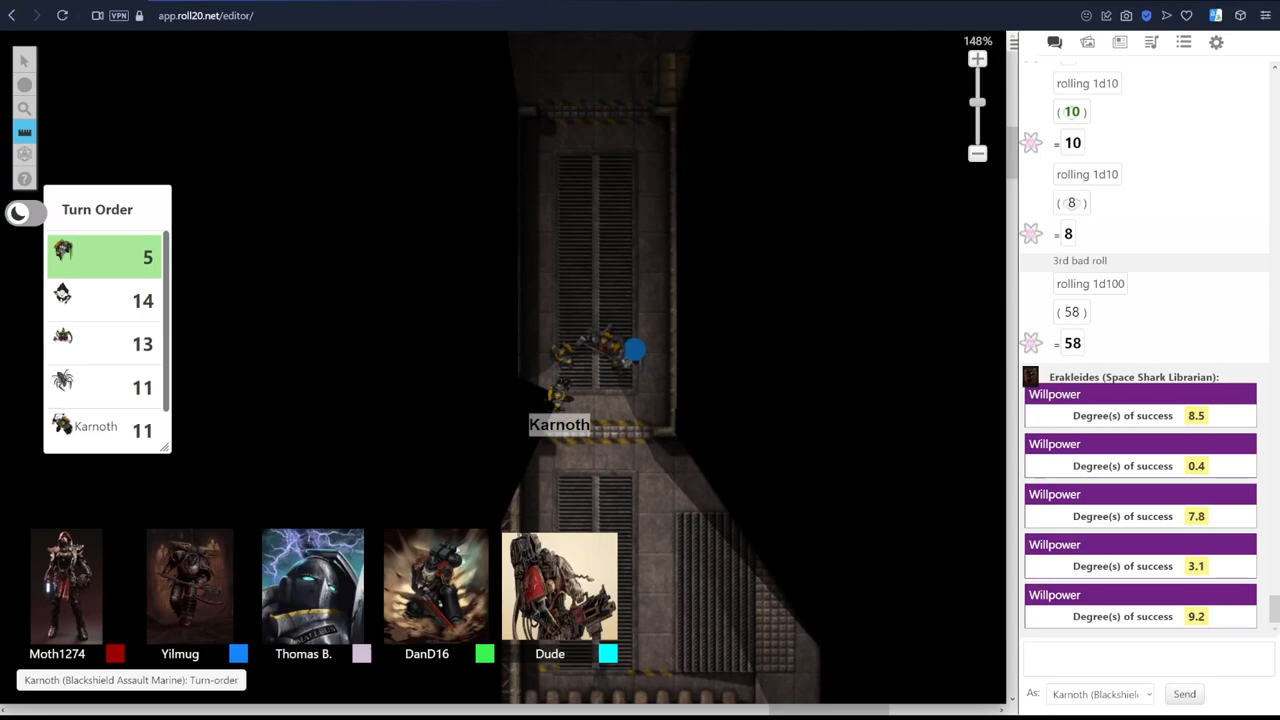 VPN app.roll20.net/editor/
148%
Turn Order
5
14
13
11
Karnoth 11
Karnoth
Moth1274
Yilmug
Thomas B.
DanD16
Dude
Karnoth (Blackshield Assault Marine): Turn-order
rolling 1d10
( 10 )
= 10
rolling 1d10
( 8 )
= 8
3rd bad roll
rolling 1d100
( 58 )
= 58
Erakleides (Space Shark Librarian):
Willpower
Degree(s) of success 8.5
Willpower
Degree(s) of success 0.4
Willpower
Degree(s) of success 7.8
Willpower
Degree(s) of success 3.1
Willpower
Degree(s) of success 9.2
As: Karnoth (Blackshiel Send